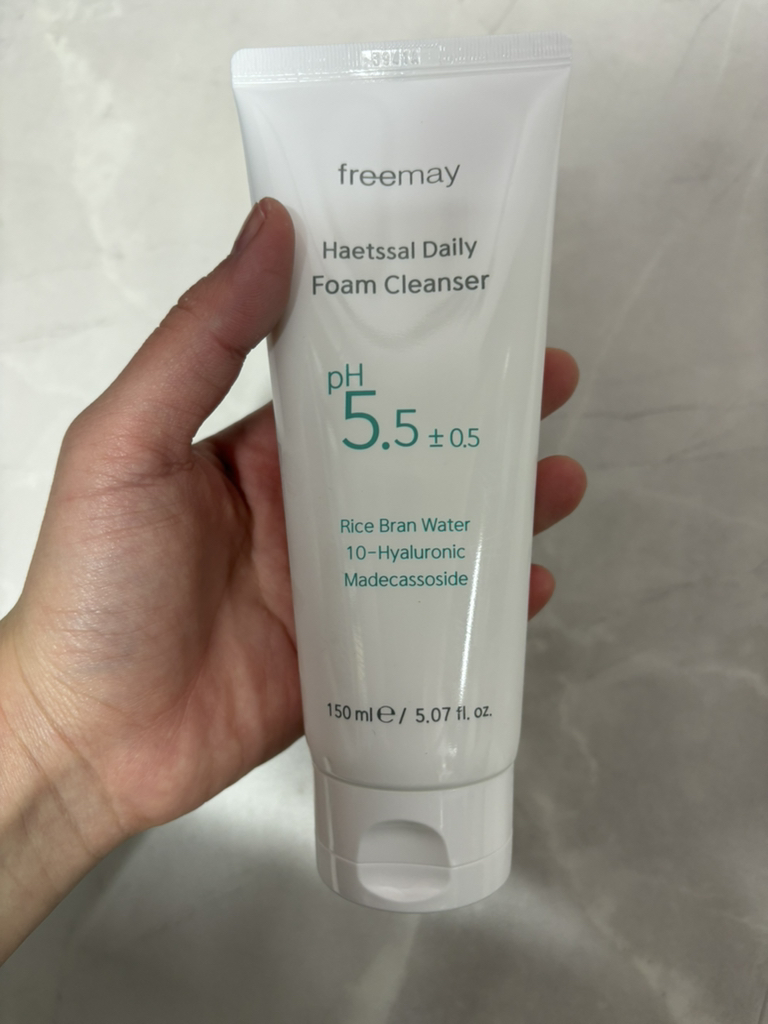 freemay
Haetssal Daily
Foam Cleanser
pH
5.5 ± 0.5
Rice Bran Water
10-Hyaluronic
Madecassoside
150 ml ℮ / 5.07 fl. oz.